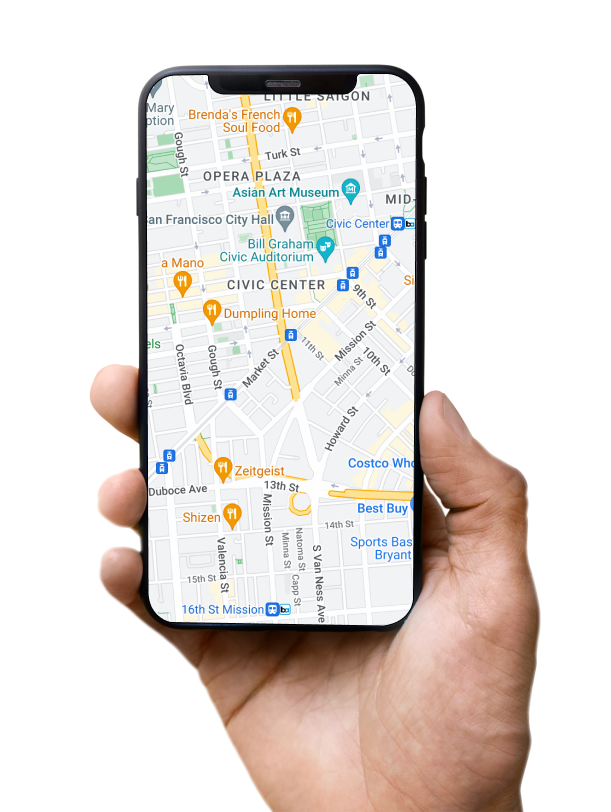 LITTLE SAIGON
Mary
ption
Brenda's French
Soul Food
Gough St
Turk St
OPERA PLAZA
Asian Art Museum
MID-
San Francisco City Hall
Civic Center
Bill Graham
Civic Auditorium
a Mano
CIVIC CENTER
Si
9th St
Dumpling Home
11th St
Mission St
els
Octavia Blvd
Gough St
Market St
Minna St
10th St
Howard St
Costco Who
Zeitgeist
Duboce Ave
13th St
Best Buy
Shizen
Mission St
14th St
Natoma St
Minna St
Sports Bas
Bryant
Valencia St
S Van Ness Ave
15th St
Capp St
16th St Mission